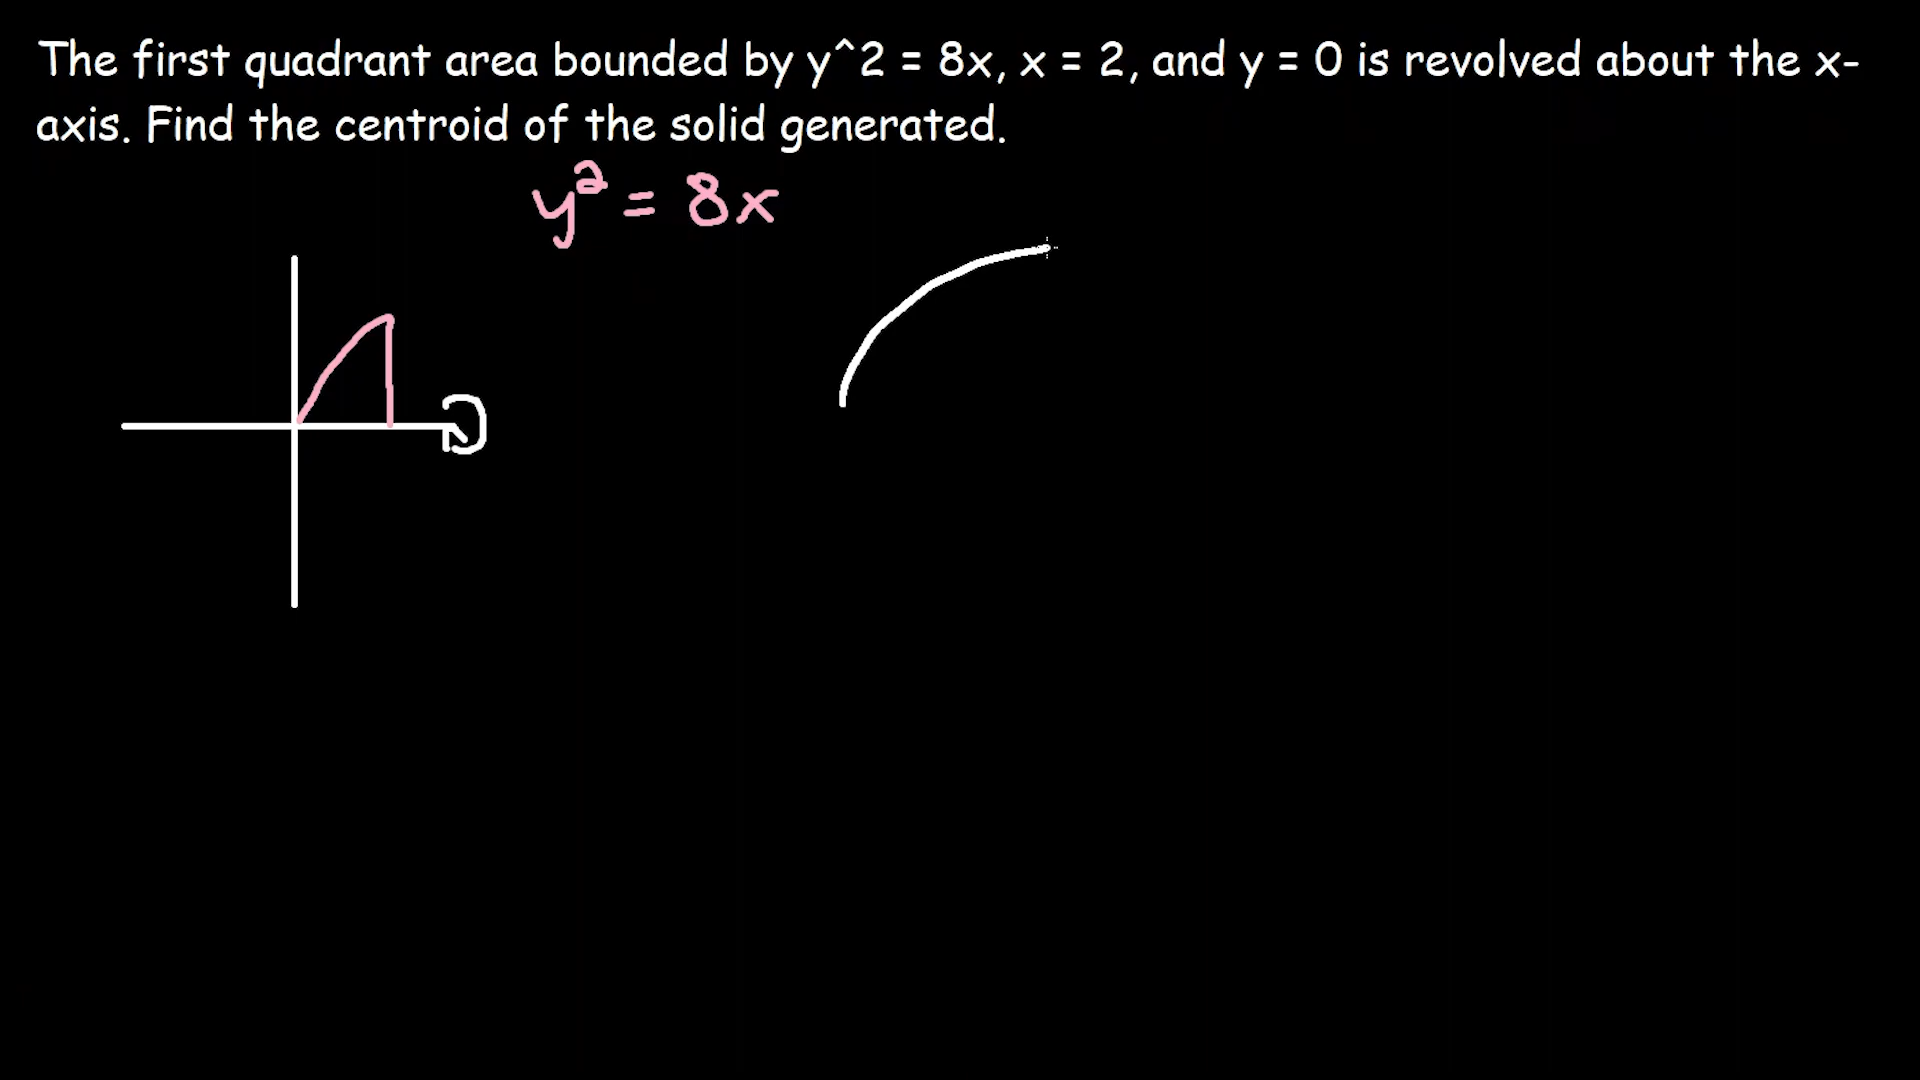 The first quadrant area bounded by y^2 = 8x, x = 2, and y = 0 is revolved about the x-
axis. Find the centroid of the solid generated.
y² = 8x